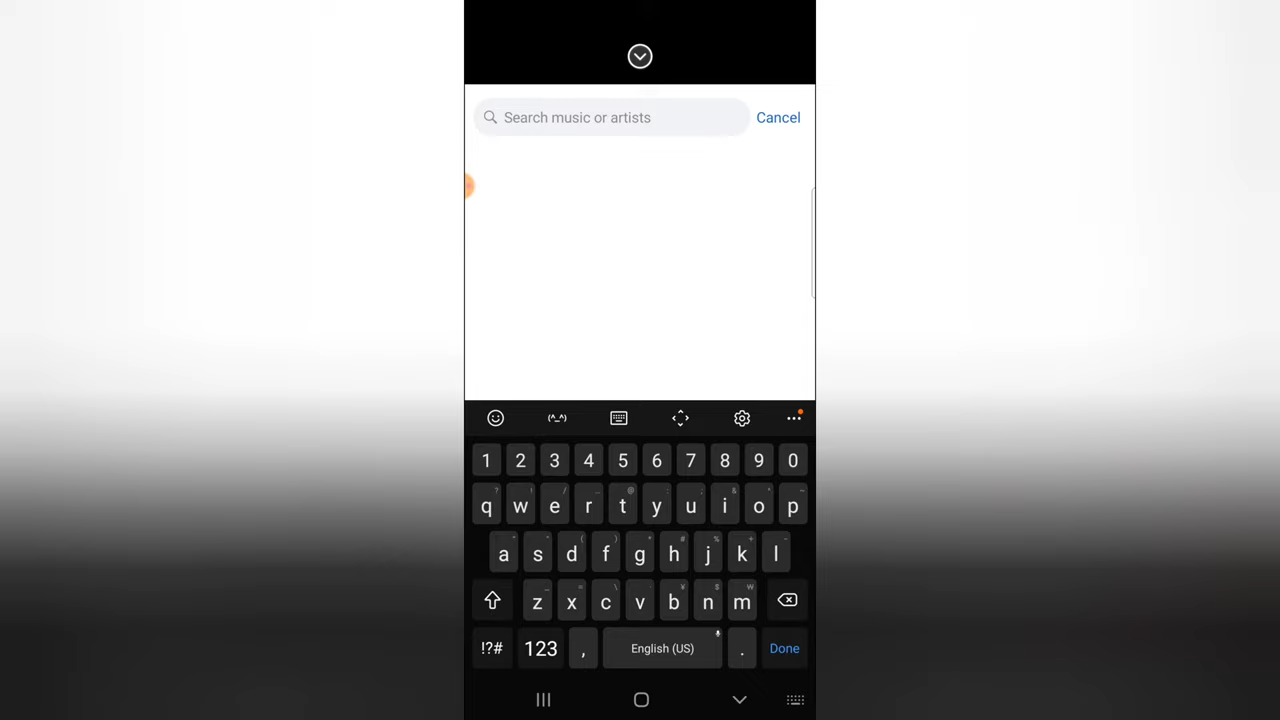 Search music or artists Cancel
(^_^)
1 2 3 4 5 6 7 8 9 0
q w e r t y u i o p
a s d f g h j k l
z x c v b n m
!?# 123 , English (US) . Done